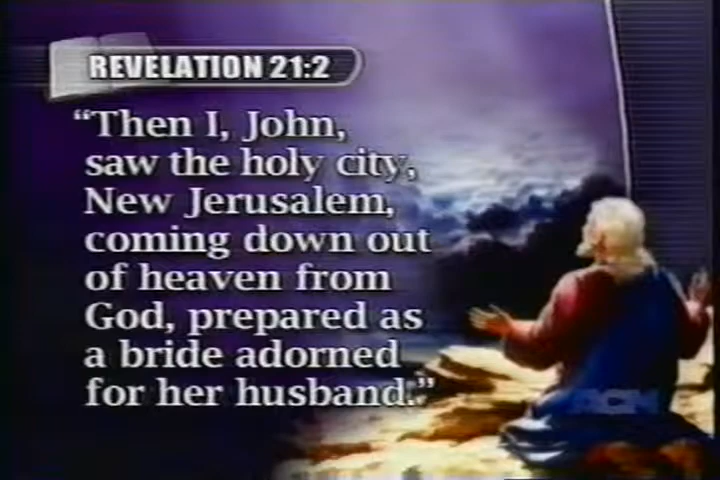 REVELATION 21:2
“Then I, John,
saw the holy city,
New Jerusalem,
coming down out
of heaven from
God, prepared as
a bride adorned
for her husband.”